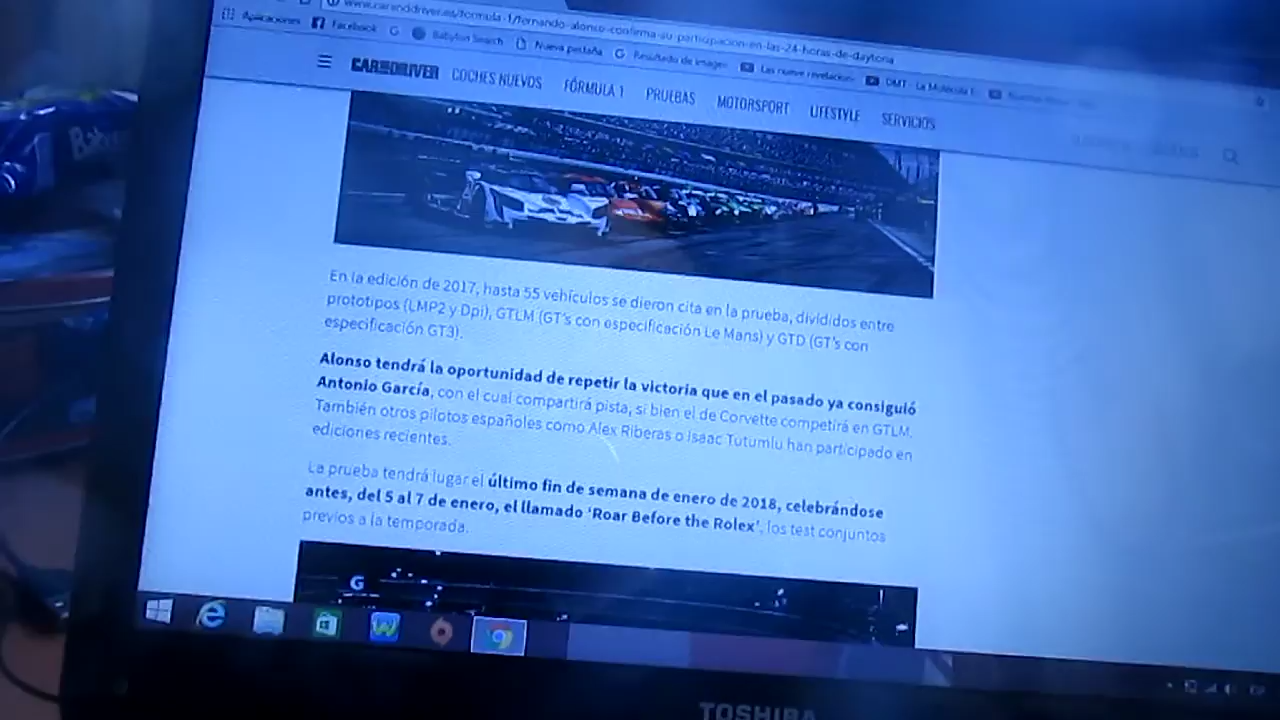 www.caranddriver.es/formula-1/fernando-alonso-confirma-su-participacion-en-las-24-horas-de-daytona
Aplicaciones Facebook Babylon Search Nueva pestaña Resultado de imagen Las nueve revelacion DMT - La Molécula
CAR AND DRIVER COCHES NUEVOS FÓRMULA 1 PRUEBAS MOTORSPORT LIFESTYLE SERVICIOS
En la edición de 2017, hasta 55 vehículos se dieron cita en la prueba, divididos entre
prototipos (LMP2 y Dpi), GTLM (GT's con especificación Le Mans) y GTD (GT's con
especificación GT3).
Alonso tendrá la oportunidad de repetir la victoria que en el pasado ya consiguió
Antonio García, con el cual compartirá pista, si bien el de Corvette competirá en GTLM.
También otros pilotos españoles como Alex Riberas o Isaac Tutumlu han participado en
ediciones recientes.
La prueba tendrá lugar el último fin de semana de enero de 2018, celebrándose
antes, del 5 al 7 de enero, el llamado ‘Roar Before the Rolex’, los test conjuntos
previos a la temporada.
G
TOSHIBA